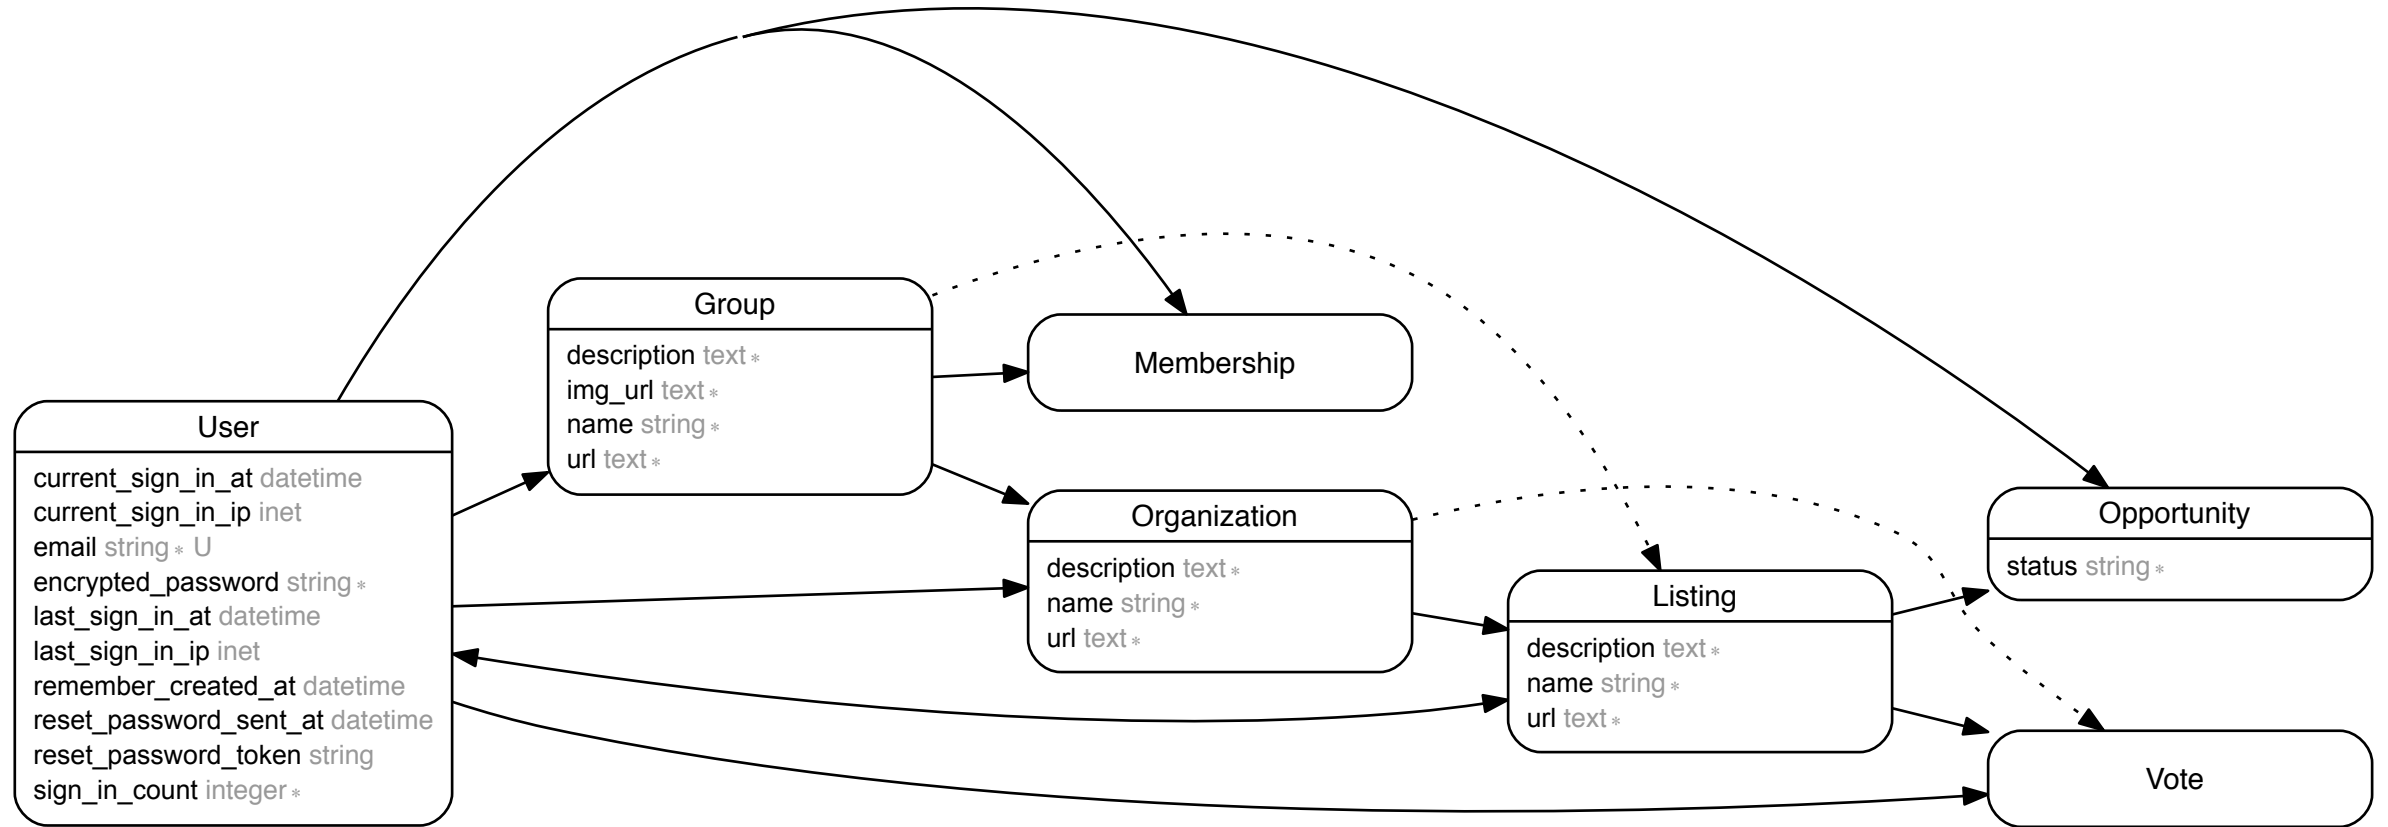 User
current_sign_in_at datetime
current_sign_in_ip inet
email string * U
encrypted_password string *
last_sign_in_at datetime
last_sign_in_ip inet
remember_created_at datetime
reset_password_sent_at datetime
reset_password_token string
sign_in_count integer *
Group
description text *
img_url text *
name string *
url text *
Membership
Organization
description text *
name string *
url text *
Listing
description text *
name string *
url text *
Opportunity
status string *
Vote